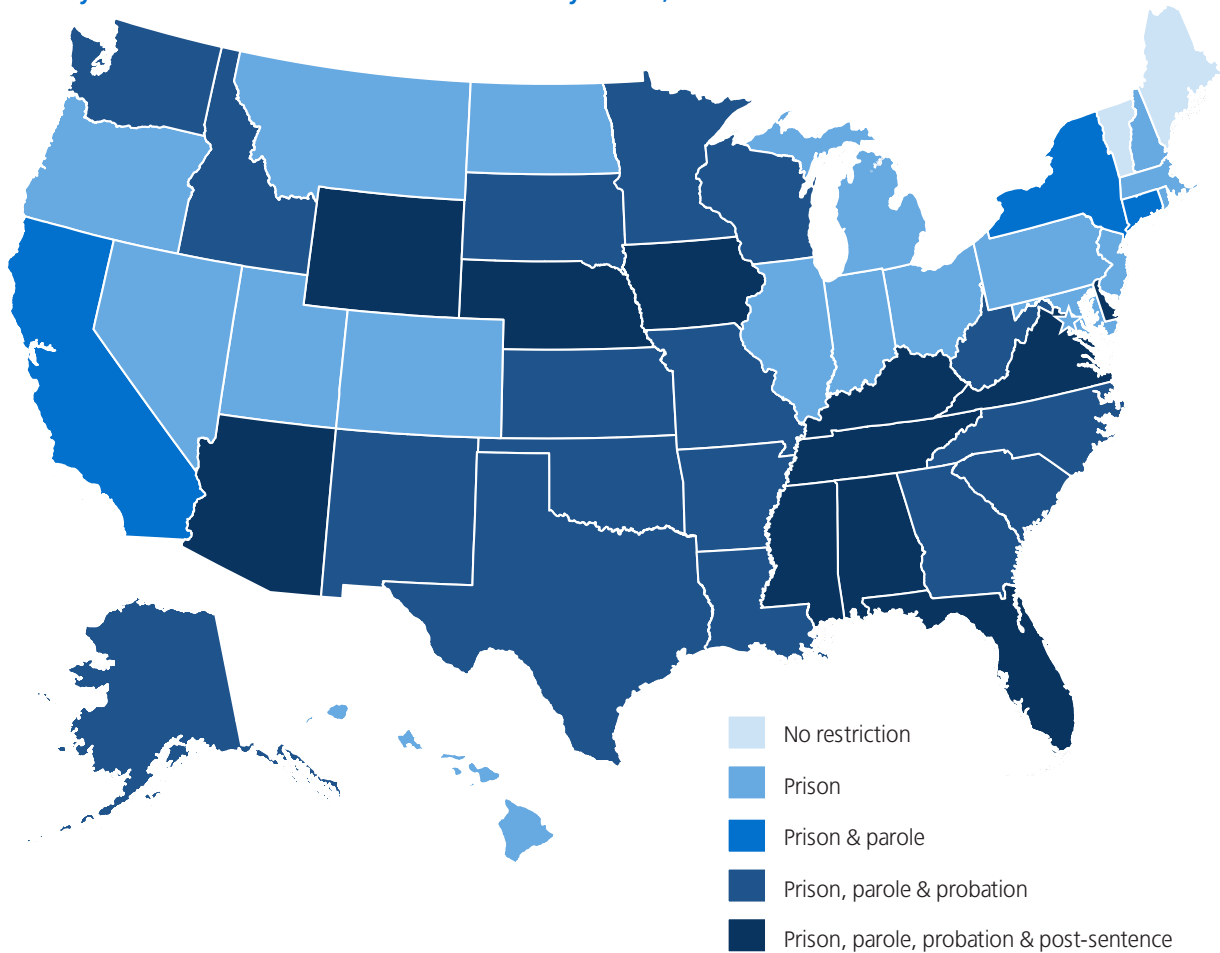 No restriction
Prison
Prison & parole
Prison, parole & probation
Prison, parole, probation & post-sentence